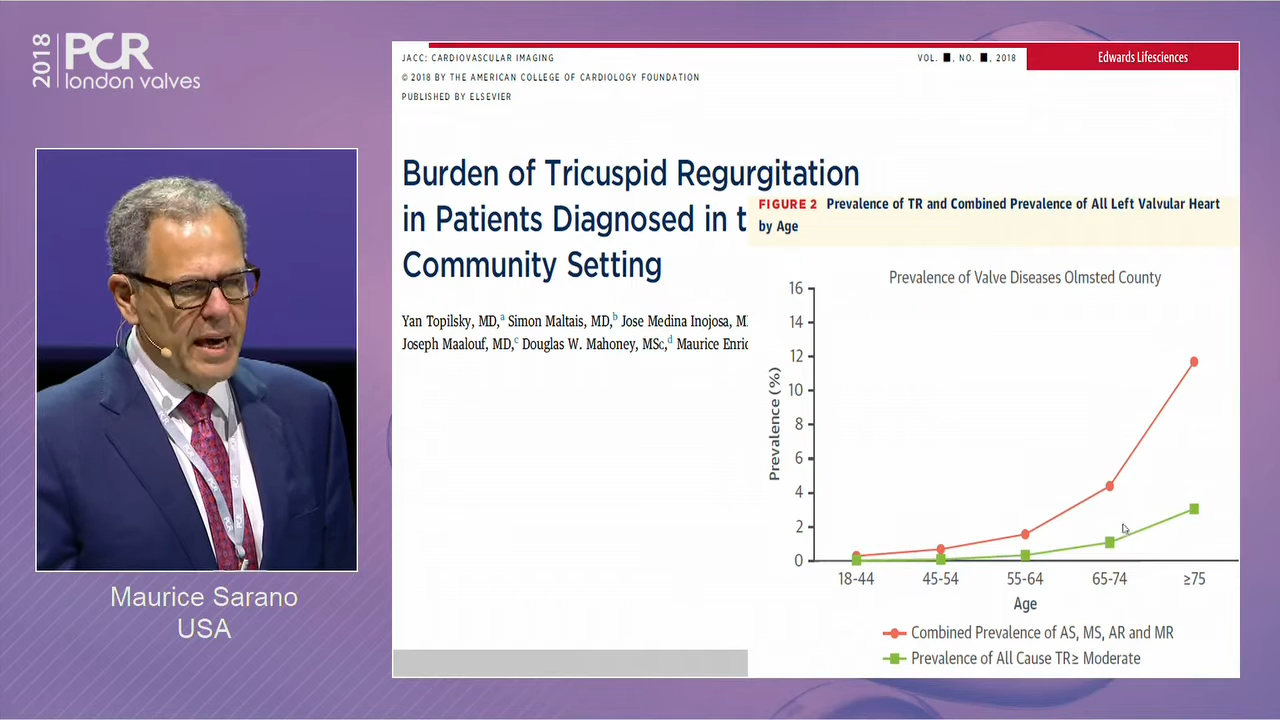 2018
PCR
london valves
Maurice Sarano
USA
JACC: CARDIOVASCULAR IMAGING
VOL. ■, NO. ■, 2018
Edwards Lifesciences
© 2018 BY THE AMERICAN COLLEGE OF CARDIOLOGY FOUNDATION
PUBLISHED BY ELSEVIER
Burden of Tricuspid Regurgitation
in Patients Diagnosed in t
Community Setting
Yan Topilsky, MD,a Simon Maltais, MD,b Jose Medina Inojosa, M
Joseph Maalouf, MD,c Douglas W. Mahoney, MSc,d Maurice Enric
FIGURE 2 Prevalence of TR and Combined Prevalence of All Left Valvular Heart
by Age
Prevalence of Valve Diseases Olmsted County
Prevalence (%)
16
14
12
10
8
6
4
2
0
18-44 45-54 55-64 65-74 ≥75
Age
Combined Prevalence of AS, MS, AR and MR
Prevalence of All Cause TR≥ Moderate